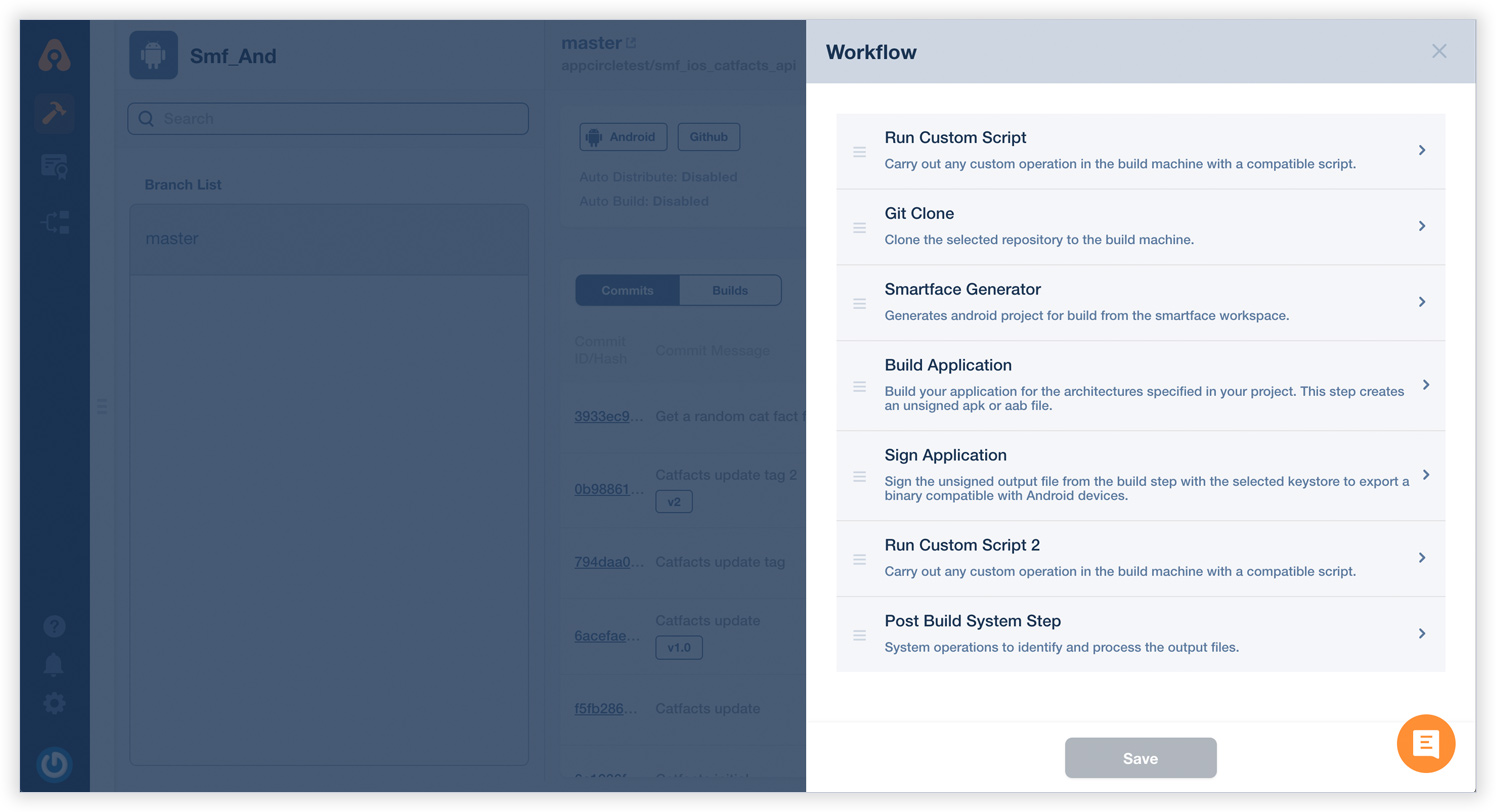 Smf_And
Search
Branch List
master
master
appcircletest/smf_ios_catfacts_api
Android
Github
Auto Distribute: Disabled
Auto Build: Disabled
Commits
Builds
Commit
ID/Hash
Commit Message
3933ec9...
Get a random cat fact f
0b98861...
Catfacts update tag 2
v2
794daa0...
Catfacts update tag
6acefae...
Catfacts update
v1.0
f5fb286...
Catfacts update
Workflow
Run Custom Script
Carry out any custom operation in the build machine with a compatible script.
Git Clone
Clone the selected repository to the build machine.
Smartface Generator
Generates android project for build from the smartface workspace.
Build Application
Build your application for the architectures specified in your project. This step creates
an unsigned apk or aab file.
Sign Application
Sign the unsigned output file from the build step with the selected keystore to export a
binary compatible with Android devices.
Run Custom Script 2
Carry out any custom operation in the build machine with a compatible script.
Post Build System Step
System operations to identify and process the output files.
Save